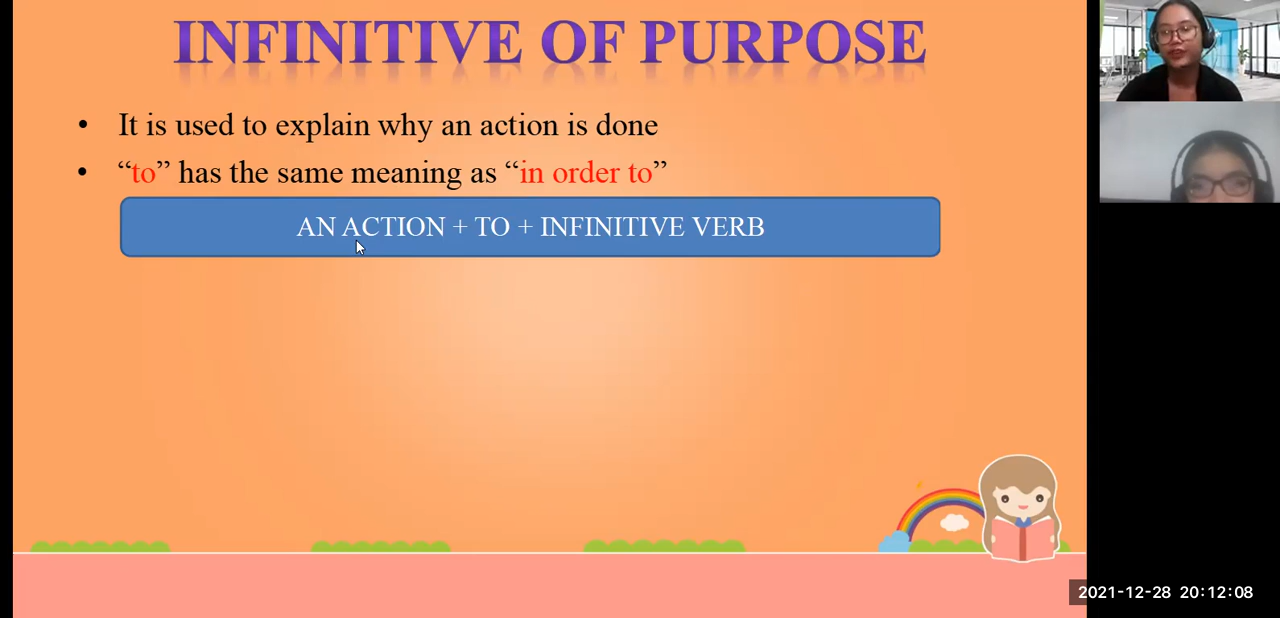 INFINITIVE OF PURPOSE
• It is used to explain why an action is done
• “to” has the same meaning as “in order to”
AN ACTION + TO + INFINITIVE VERB
2021-12-28 20:12:08